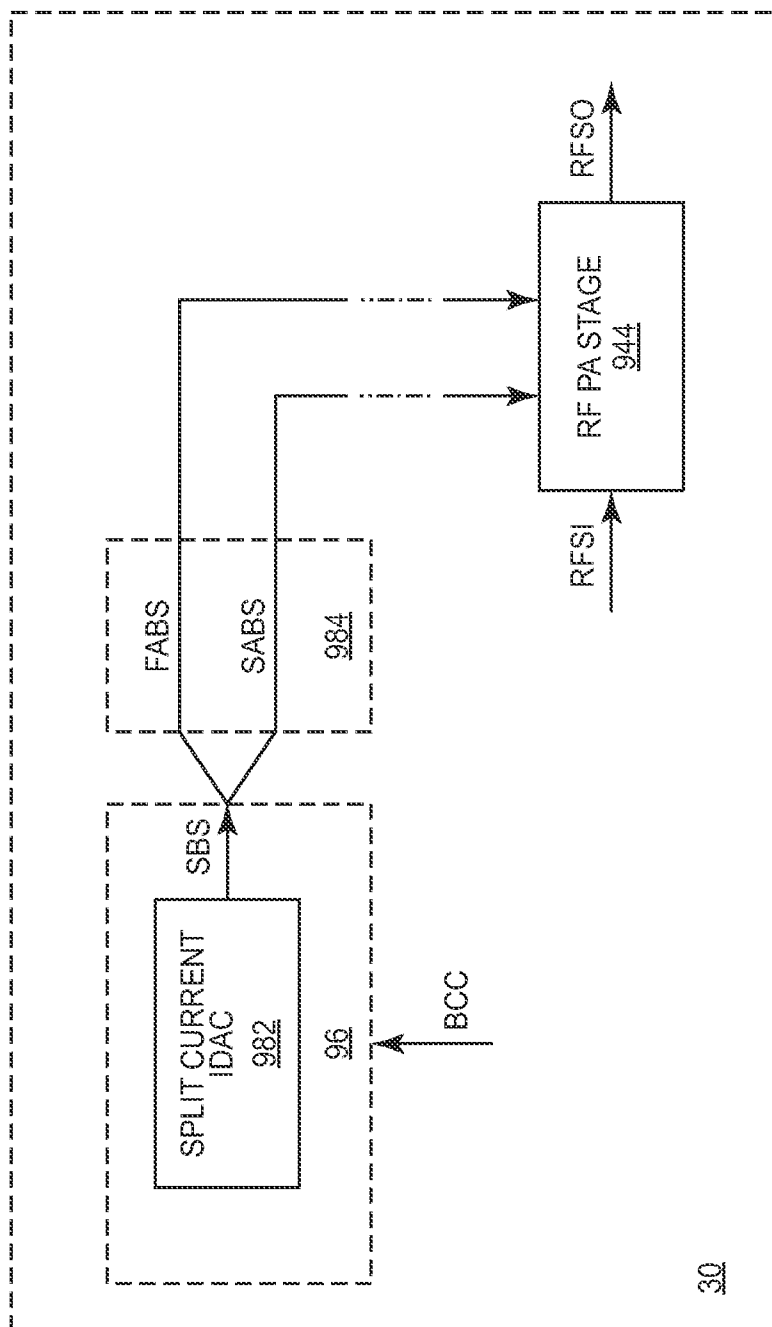 SPLIT CURRENT
IDAC
982
96
SBS
BCC
FABS
SABS
984
RFSI
RF PA STAGE
944
RFSO
30